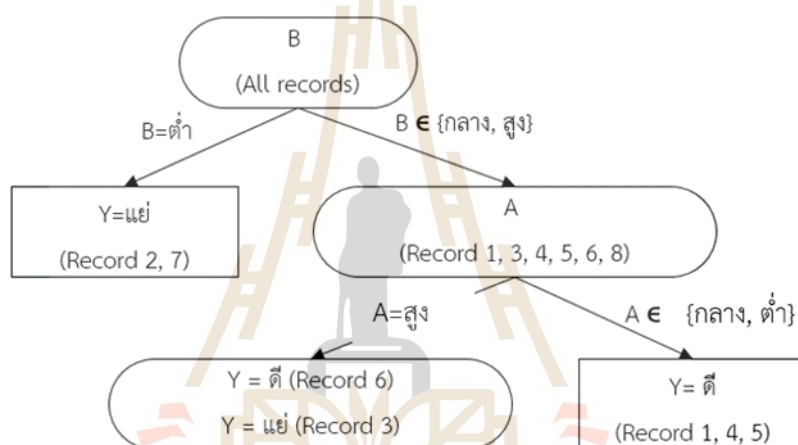 B
(All records)
B=ต่ำ
B ϵ {กลาง, สูง}
Y=แย่
(Record 2, 7)
A
(Record 1, 3, 4, 5, 6, 8)
A=สูง
A ϵ {กลาง, ต่ำ}
Y = ดี (Record 6)
Y = แย่ (Record 3)
Y= ดี
(Record 1, 4, 5)